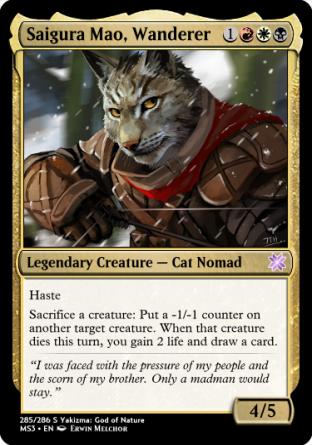 Saigura Mao, Wanderer 1
Legendary Creature — Cat Nomad
Haste
Sacrifice a creature: Put a -1/-1 counter
on another target creature. When that creature
dies this turn, you gain 2 life and draw a card.
“I was faced with the pressure of my people and
the scorn of my brother. Only a madman would
stay.”
4/5
285/286 S Yakizma: God of Nature
MS3 • EN Erwin Melchor